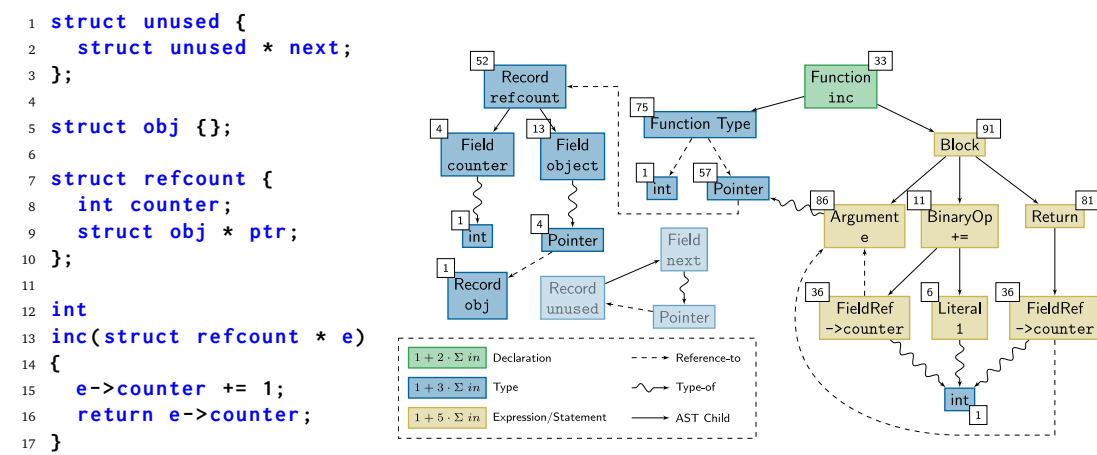 1 struct unused {
2   struct unused * next;
3 };
4
5 struct obj {};
6
7 struct refcount {
8   int counter;
9   struct obj * ptr;
10 };
11
12 int
13 inc(struct refcount * e)
14 {
15   e->counter += 1;
16   return e->counter;
17 }
52
Record
refcount
33
Function
inc
75
Function Type
4
Field
counter
13
Field
object
91
Block
1
int
57
Pointer
86
Argument
e
11
BinaryOp
+=
81
Return
1
int
4
Pointer
Field
next
1
Record
obj
Record
unused
Pointer
36
FieldRef
->counter
6
Literal
1
36
FieldRef
->counter
int
1
1 + 2 · Σ in Declaration
1 + 3 · Σ in Type
1 + 5 · Σ in Expression/Statement
Reference-to
Type-of
AST Child